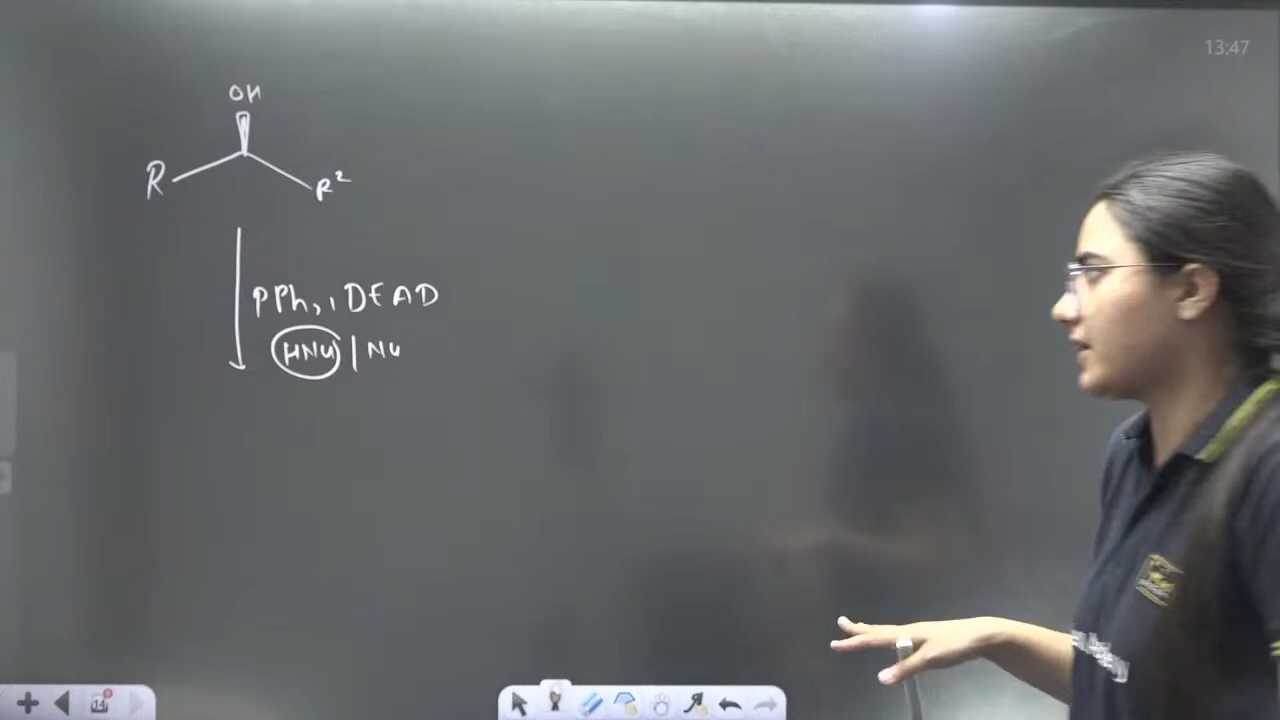 13:47
OH
R R²
PPh₃, DEAD
HNu | Nu